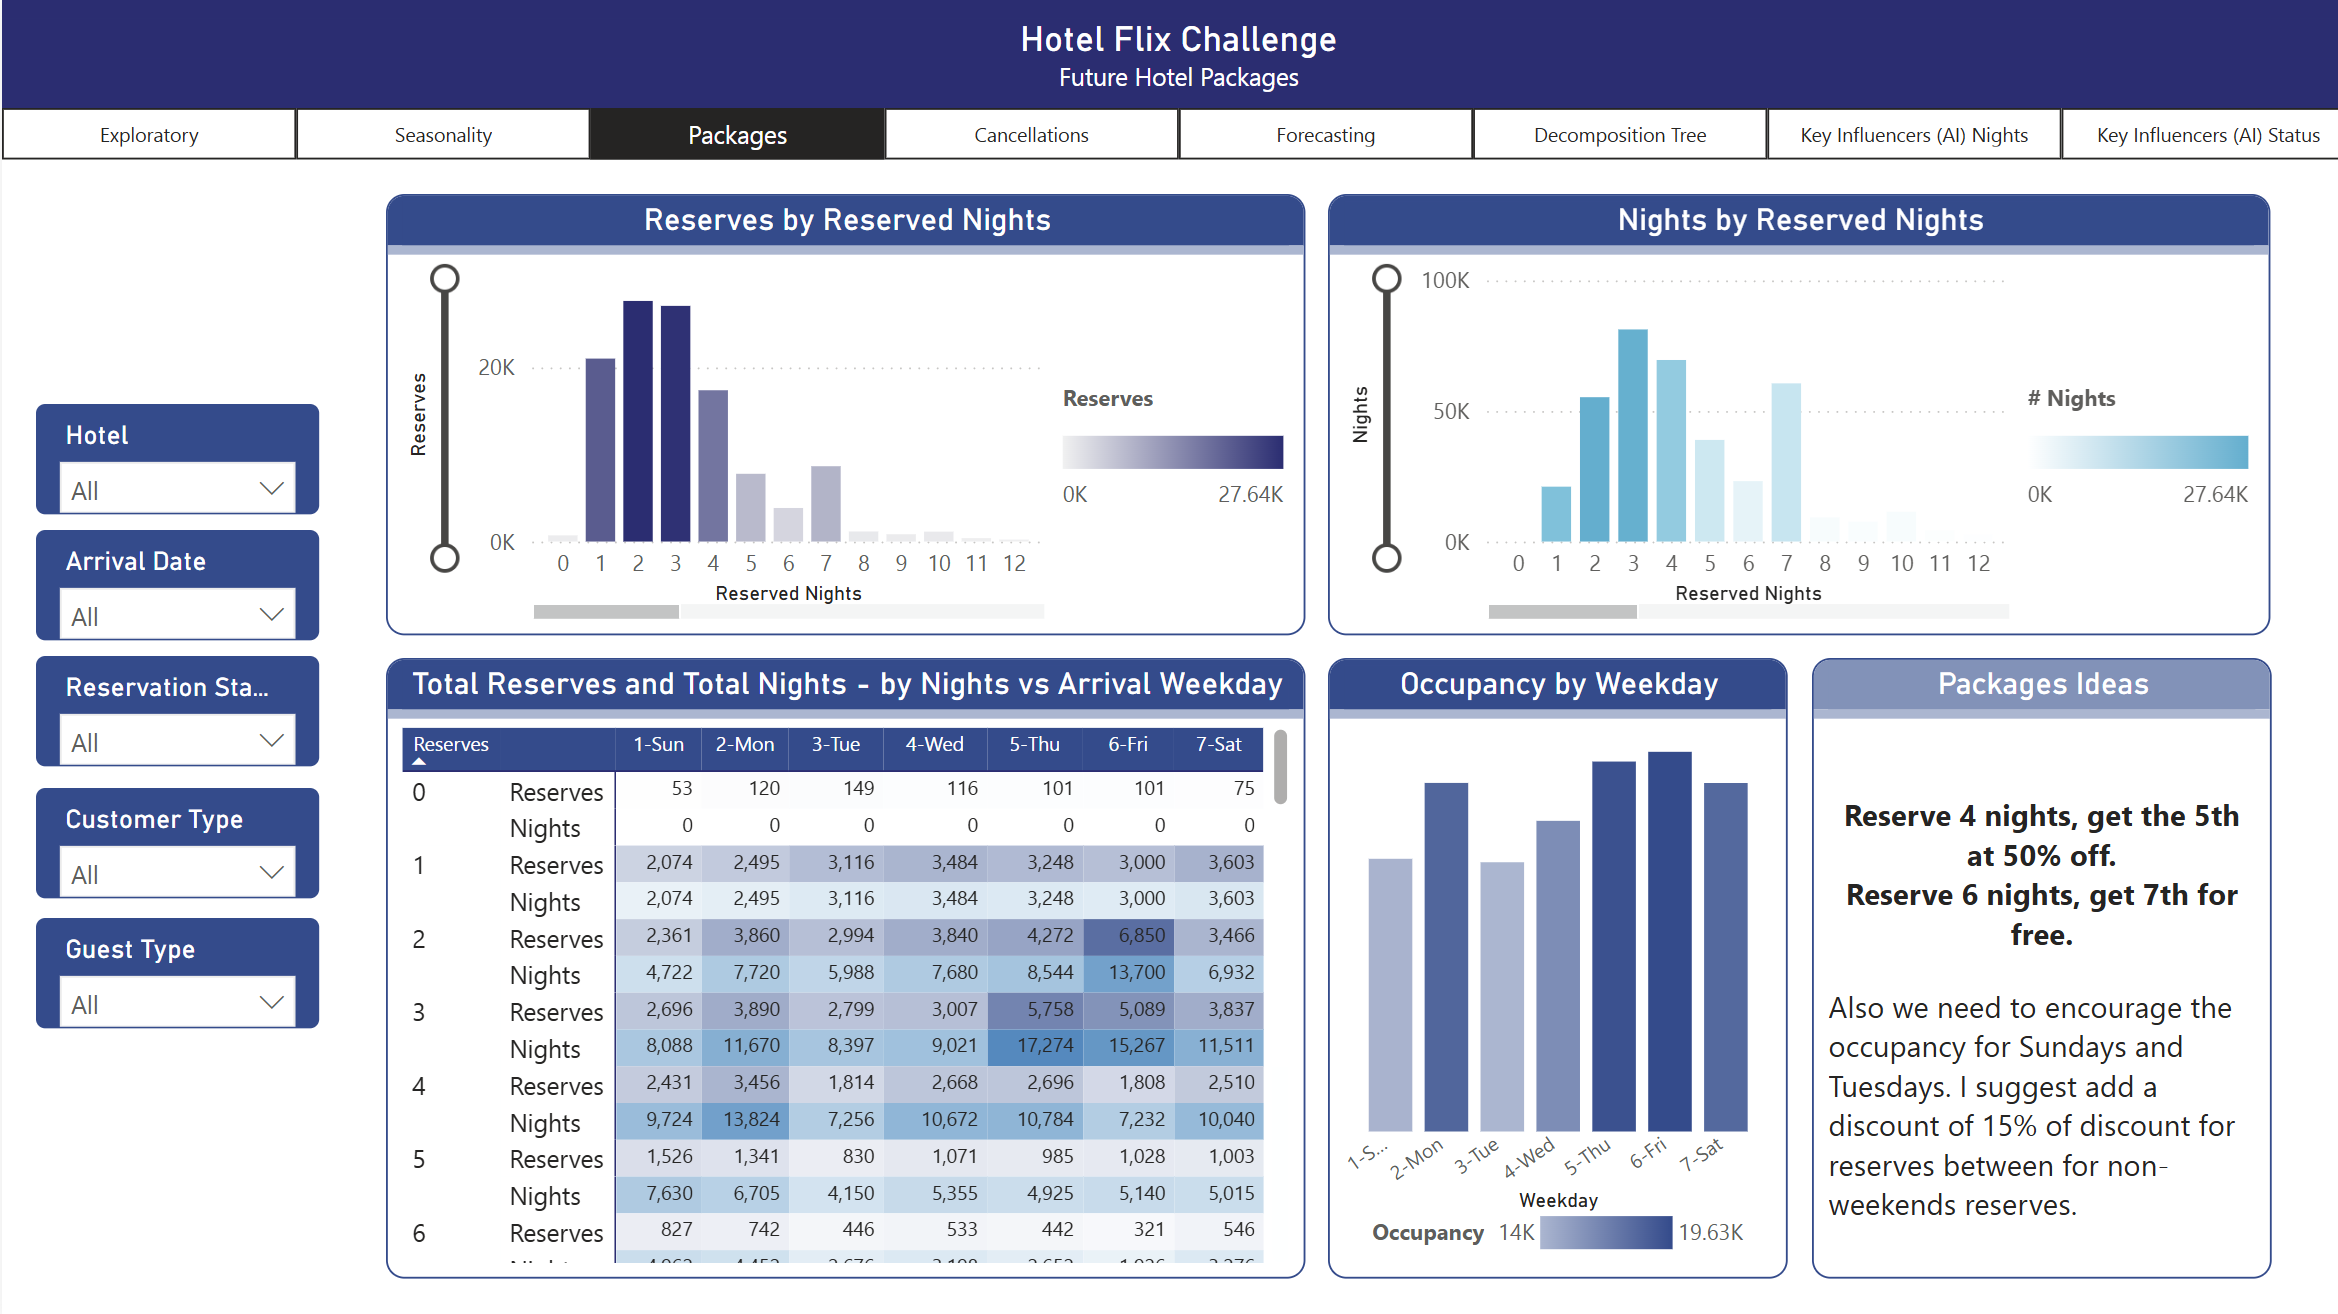 Hotel Flix Challenge
Future Hotel Packages
Exploratory
Seasonality
Packages
Cancellations
Forecasting
Decomposition Tree
Key Influencers (AI) Nights
Key Influencers (AI) Status
Hotel
All
Arrival Date
All
Reservation Sta...
All
Customer Type
All
Guest Type
All
Reserves by Reserved Nights
Reserves
20K
0K
0 1 2 3 4 5 6 7 8 9 10 11 12
Reserved Nights
Reserves
0K 27.64K
Nights by Reserved Nights
Nights
100K
50K
0K
0 1 2 3 4 5 6 7 8 9 10 11 12
Reserved Nights
# Nights
0K 27.64K
Total Reserves and Total Nights - by Nights vs Arrival Weekday
Reserves 1-Sun 2-Mon 3-Tue 4-Wed 5-Thu 6-Fri 7-Sat
0 Reserves 53 120 149 116 101 101 75
Nights 0 0 0 0 0 0 0
1 Reserves 2,074 2,495 3,116 3,484 3,248 3,000 3,603
Nights 2,074 2,495 3,116 3,484 3,248 3,000 3,603
2 Reserves 2,361 3,860 2,994 3,840 4,272 6,850 3,466
Nights 4,722 7,720 5,988 7,680 8,544 13,700 6,932
3 Reserves 2,696 3,890 2,799 3,007 5,758 5,089 3,837
Nights 8,088 11,670 8,397 9,021 17,274 15,267 11,511
4 Reserves 2,431 3,456 1,814 2,668 2,696 1,808 2,510
Nights 9,724 13,824 7,256 10,672 10,784 7,232 10,040
5 Reserves 1,526 1,341 830 1,071 985 1,028 1,003
Nights 7,630 6,705 4,150 5,355 4,925 5,140 5,015
6 Reserves 827 742 446 533 442 321 546
Occupancy by Weekday
1-S... 2-Mon 3-Tue 4-Wed 5-Thu 6-Fri 7-Sat
Weekday
Occupancy 14K 19.63K
Packages Ideas
Reserve 4 nights, get the 5th
at 50% off.
Reserve 6 nights, get 7th for
free.
Also we need to encourage the
occupancy for Sundays and
Tuesdays. I suggest add a
discount of 15% of discount for
reserves between for non-
weekends reserves.